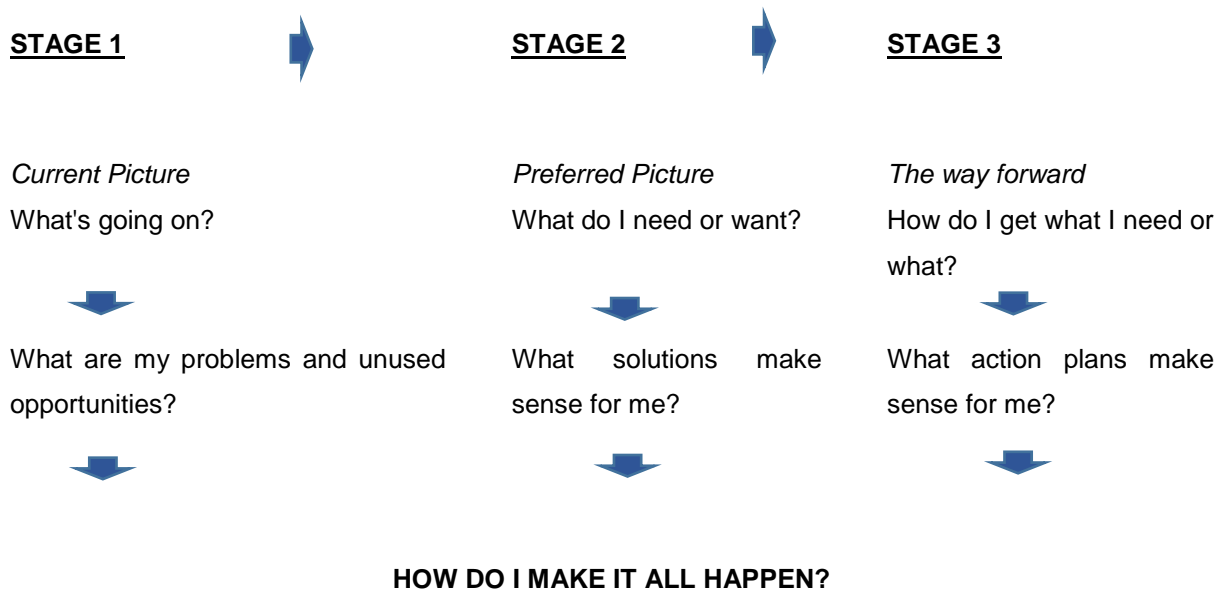 STAGE 1
STAGE 2
STAGE 3
Current Picture
What's going on?
Preferred Picture
What do I need or want?
The way forward
How do I get what I need or
what?
What are my problems and unused
opportunities?
What solutions make
sense for me?
What action plans make
sense for me?
HOW DO I MAKE IT ALL HAPPEN?